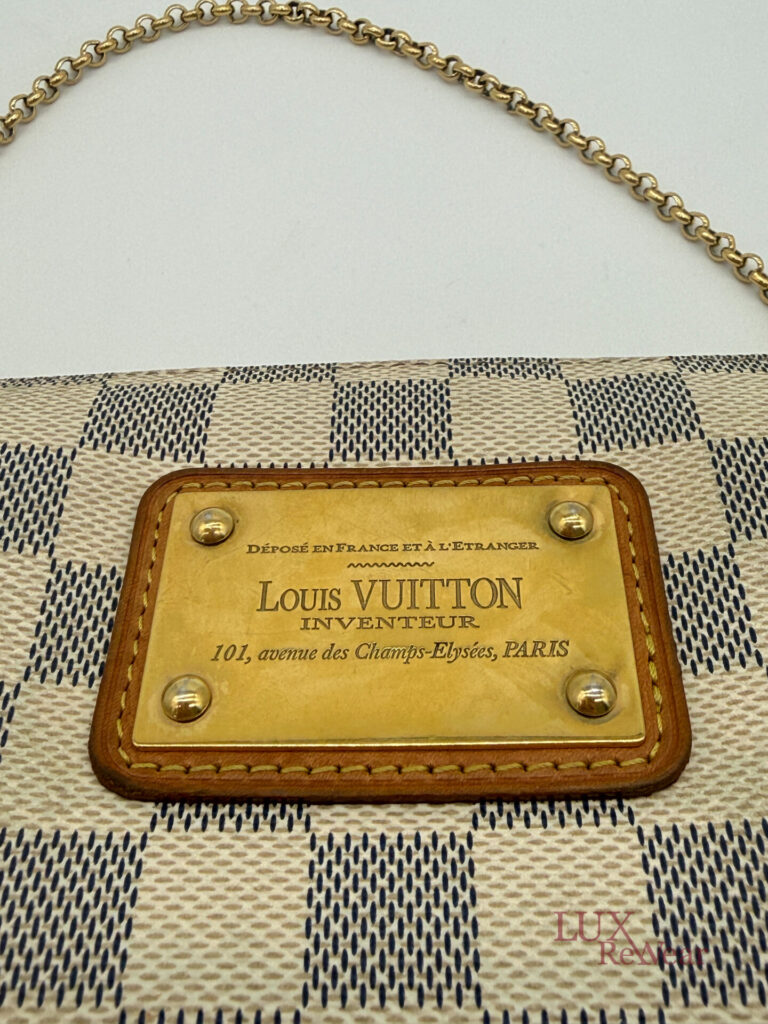 DÉPOSÉ EN FRANCE ET À L'ETRANGER
LOUIS VUITTON
INVENTEUR
101, avenue des Champs-Elysées, PARIS
LUX
ReWear